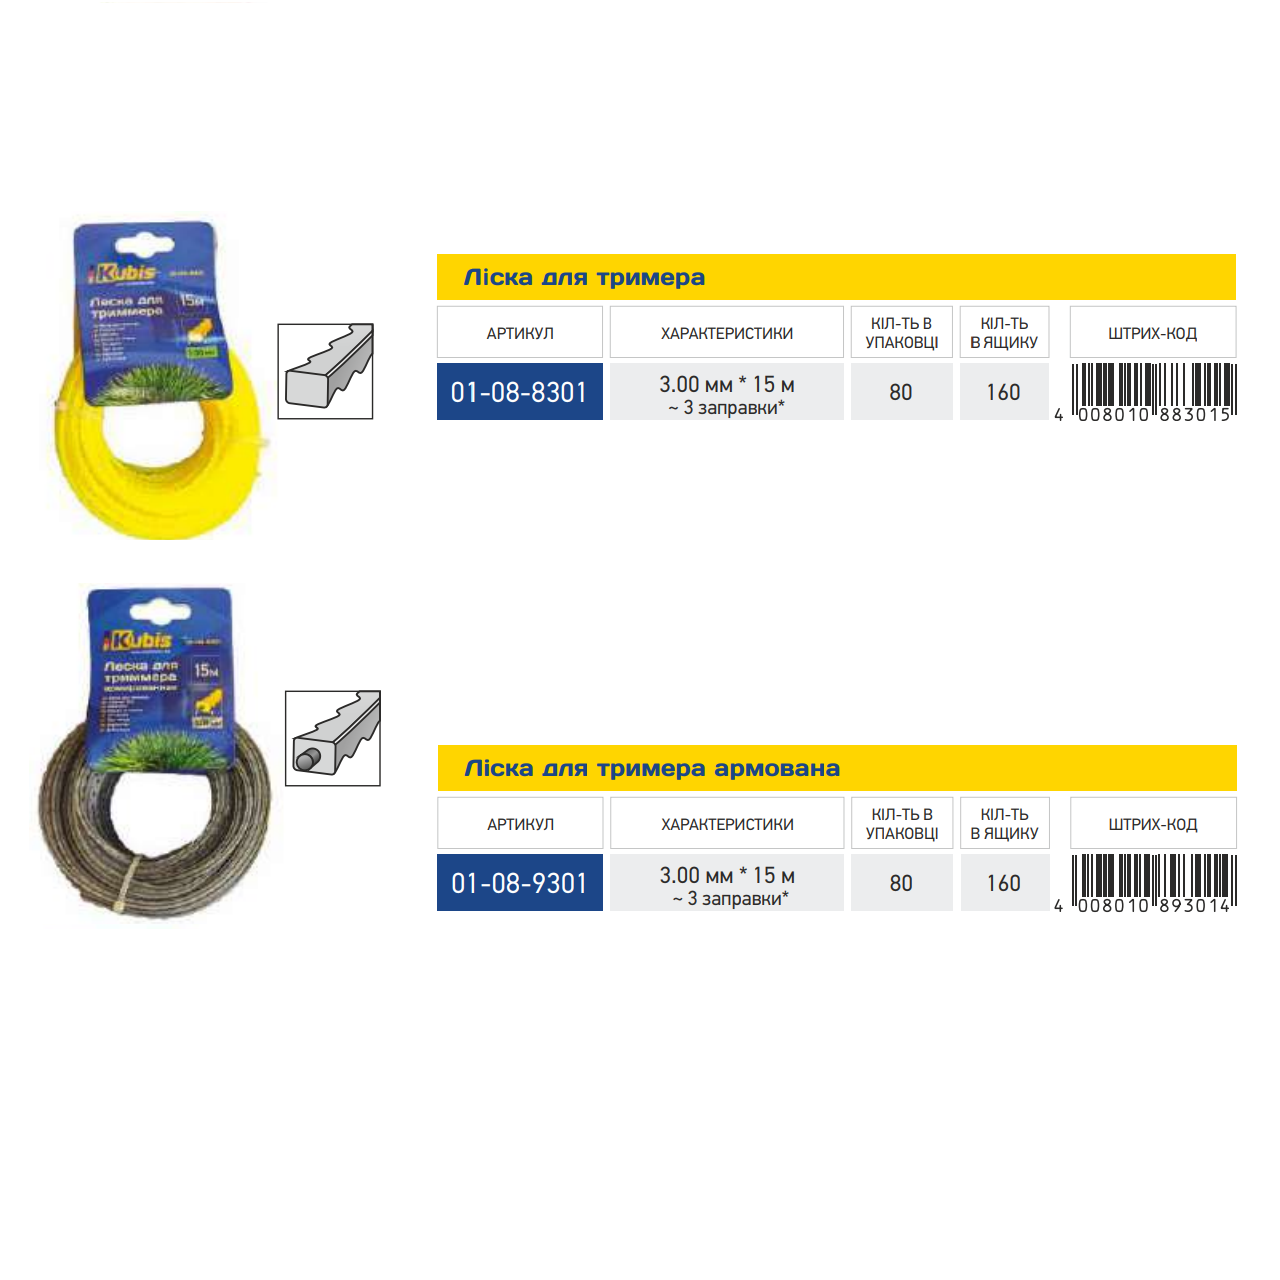 Kubis
Леска для
триммера
15м
Ліска для тримера
АРТИКУЛ
ХАРАКТЕРИСТИКИ
КІЛ-ТЬ В
УПАКОВЦІ
КІЛ-ТЬ
В ЯЩИКУ
ШТРИХ-КОД
01-08-8301
3.00 мм * 15 м
~ 3 заправки*
80
160
4 008010 883015
Kubis
Леска для
триммера
армированная
15м
Ліска для тримера армована
АРТИКУЛ
ХАРАКТЕРИСТИКИ
КІЛ-ТЬ В
УПАКОВЦІ
КІЛ-ТЬ
В ЯЩИКУ
ШТРИХ-КОД
01-08-9301
3.00 мм * 15 м
~ 3 заправки*
80
160
4 008010 893014